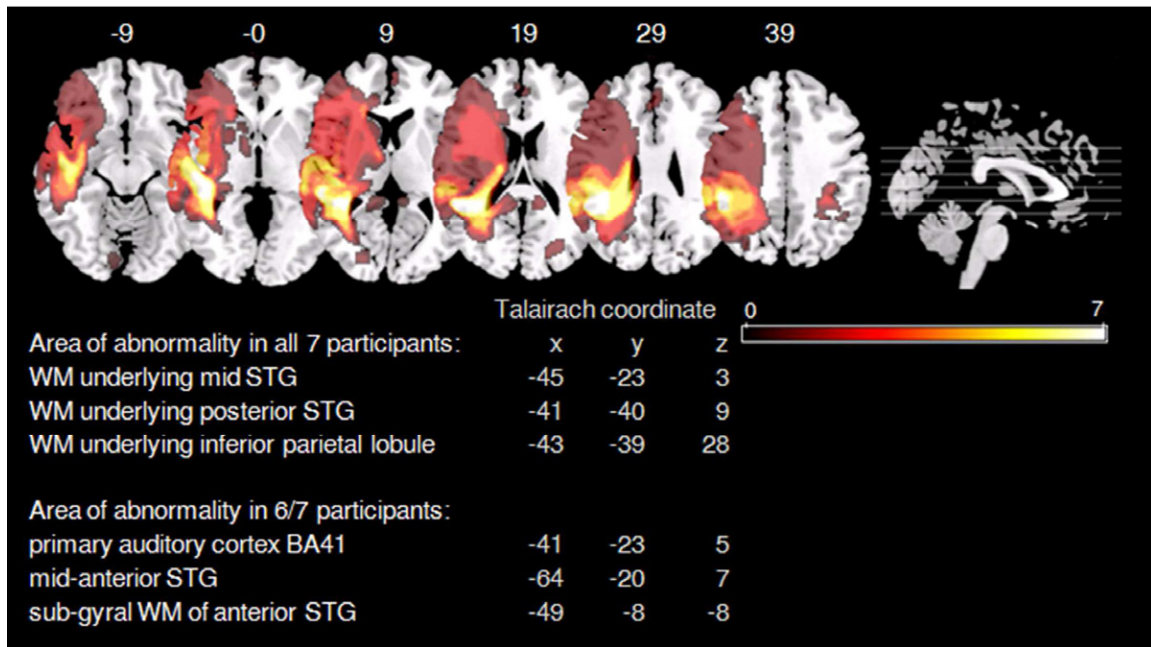 -9 -0 9 19 29 39
Talairach coordinate 0 7
Area of abnormality in all 7 participants: x y z
WM underlying mid STG -45 -23 3
WM underlying posterior STG -41 -40 9
WM underlying inferior parietal lobule -43 -39 28
Area of abnormality in 6/7 participants:
primary auditory cortex BA41 -41 -23 5
mid-anterior STG -64 -20 7
sub-gyral WM of anterior STG -49 -8 -8